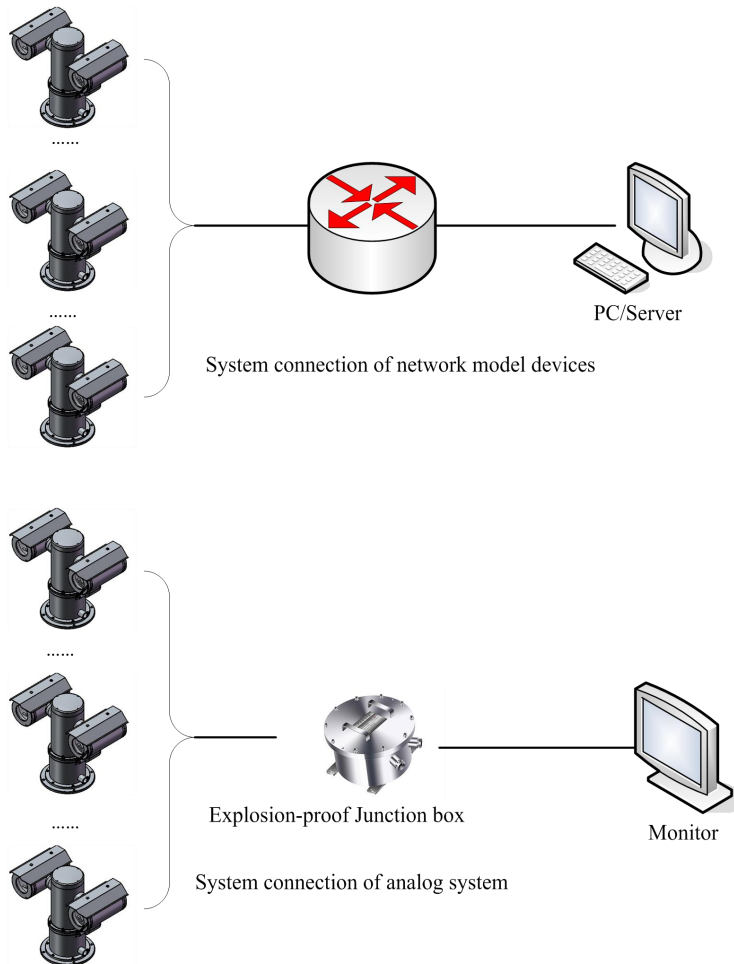 ......
......
PC/Server
System connection of network model devices
......
......
Explosion-proof Junction box
Monitor
System connection of analog system